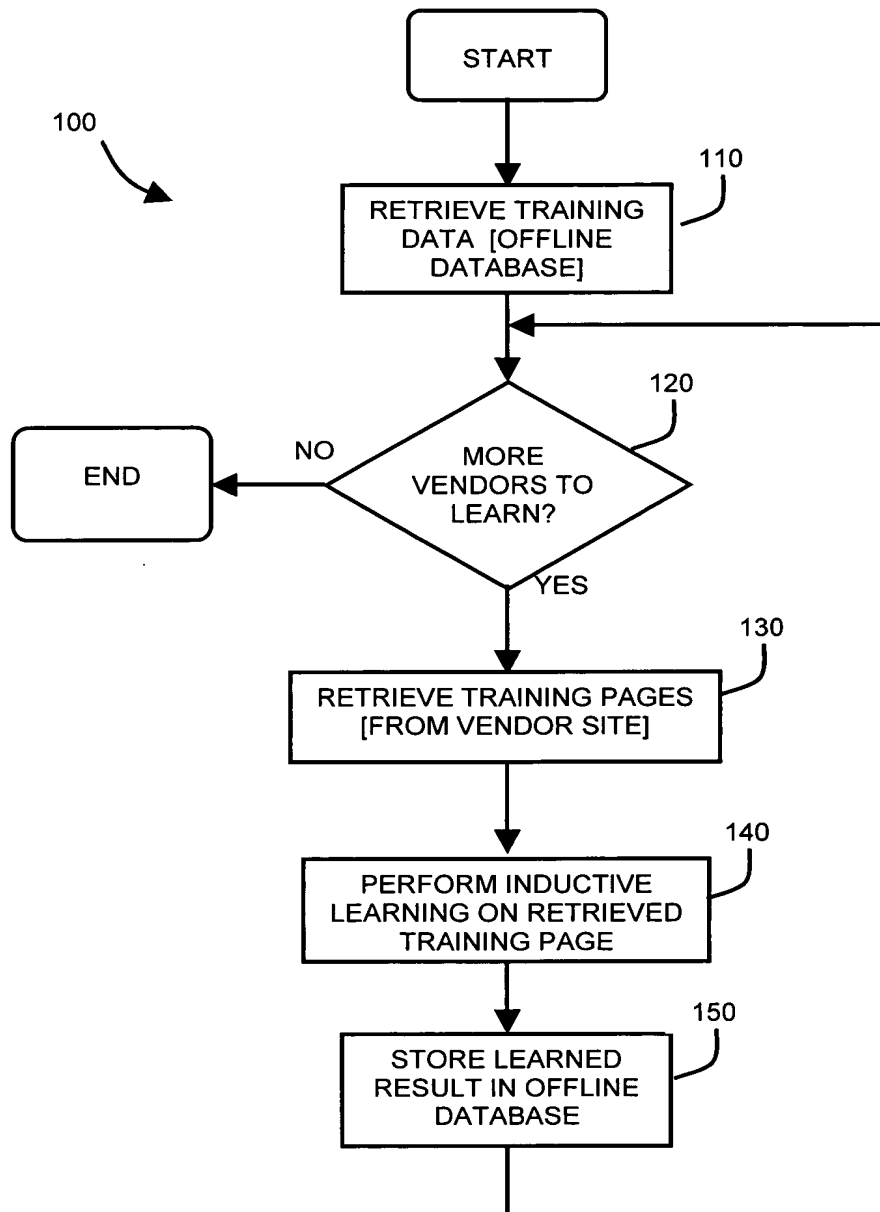 START
100
110
RETRIEVE TRAINING
DATA [OFFLINE
DATABASE]
120
NO
END
MORE
VENDORS TO
LEARN?
YES
130
RETRIEVE TRAINING PAGES
[FROM VENDOR SITE]
140
PERFORM INDUCTIVE
LEARNING ON RETRIEVED
TRAINING PAGE
150
STORE LEARNED
RESULT IN OFFLINE
DATABASE